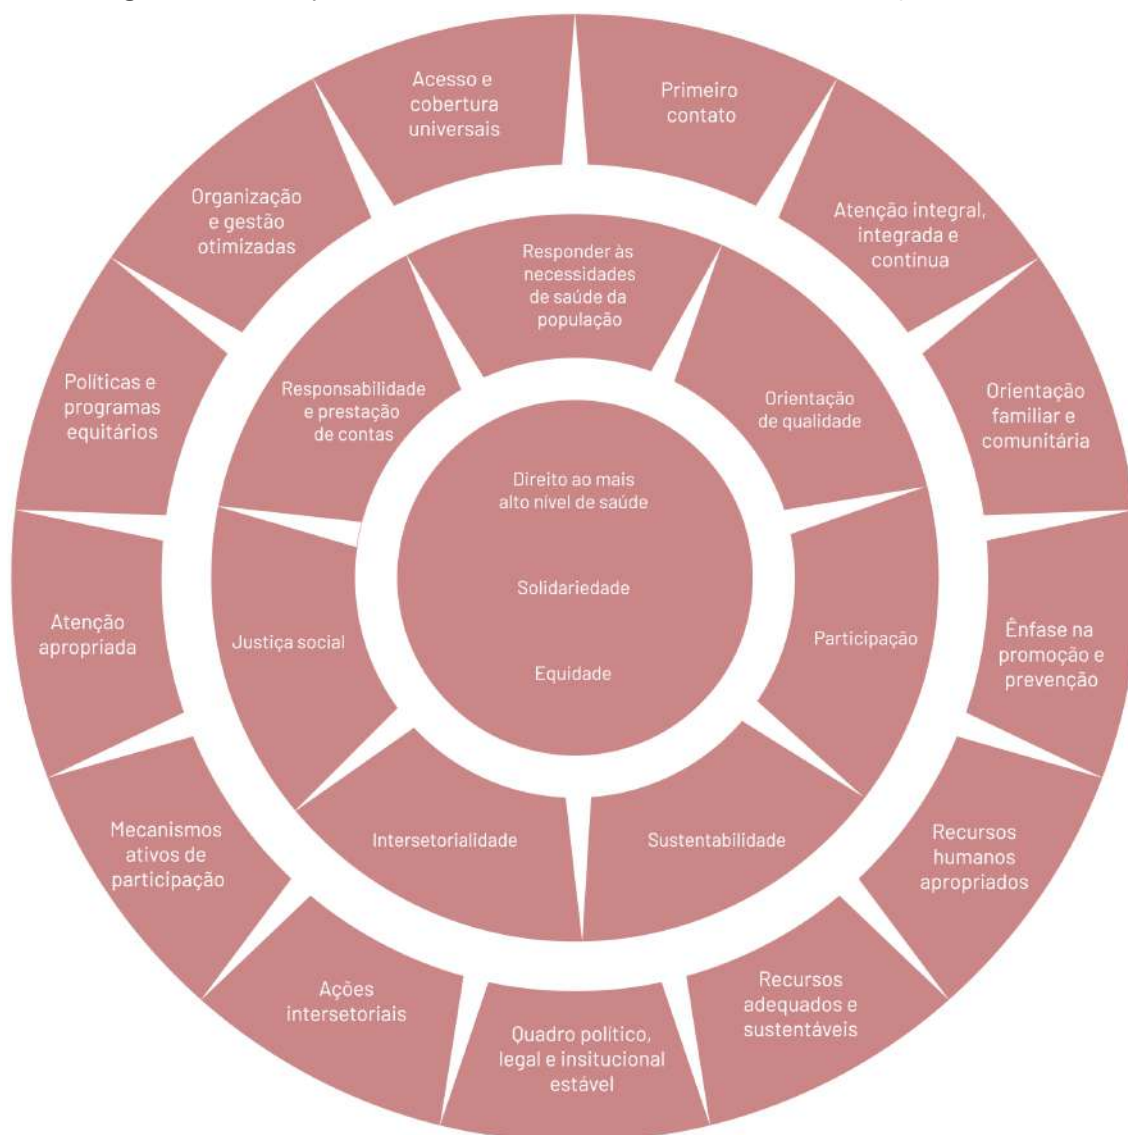 Acesso e
cobertura
universais
Primeiro
contato
Atenção integral,
integrada e
contínua
Orientação
familiar e
comunitária
Ênfase na
promoção e
prevenção
Recursos
humanos
apropriados
Recursos
adequados e
sustentáveis
Quadro político,
legal e insitucional
estável
Ações
intersetoriais
Mecanismos
ativos de
participação
Atenção
apropriada
Políticas e
programas
equitários
Organização
e gestão
otimizadas
Responder às
necessidades
de saúde da
população
Orientação
de qualidade
Participação
Sustentabilidade
Intersetorialidade
Justiça social
Responsabilidade
e prestação
de contas
Direito ao mais
alto nível de saúde
Solidariedade
Equidade